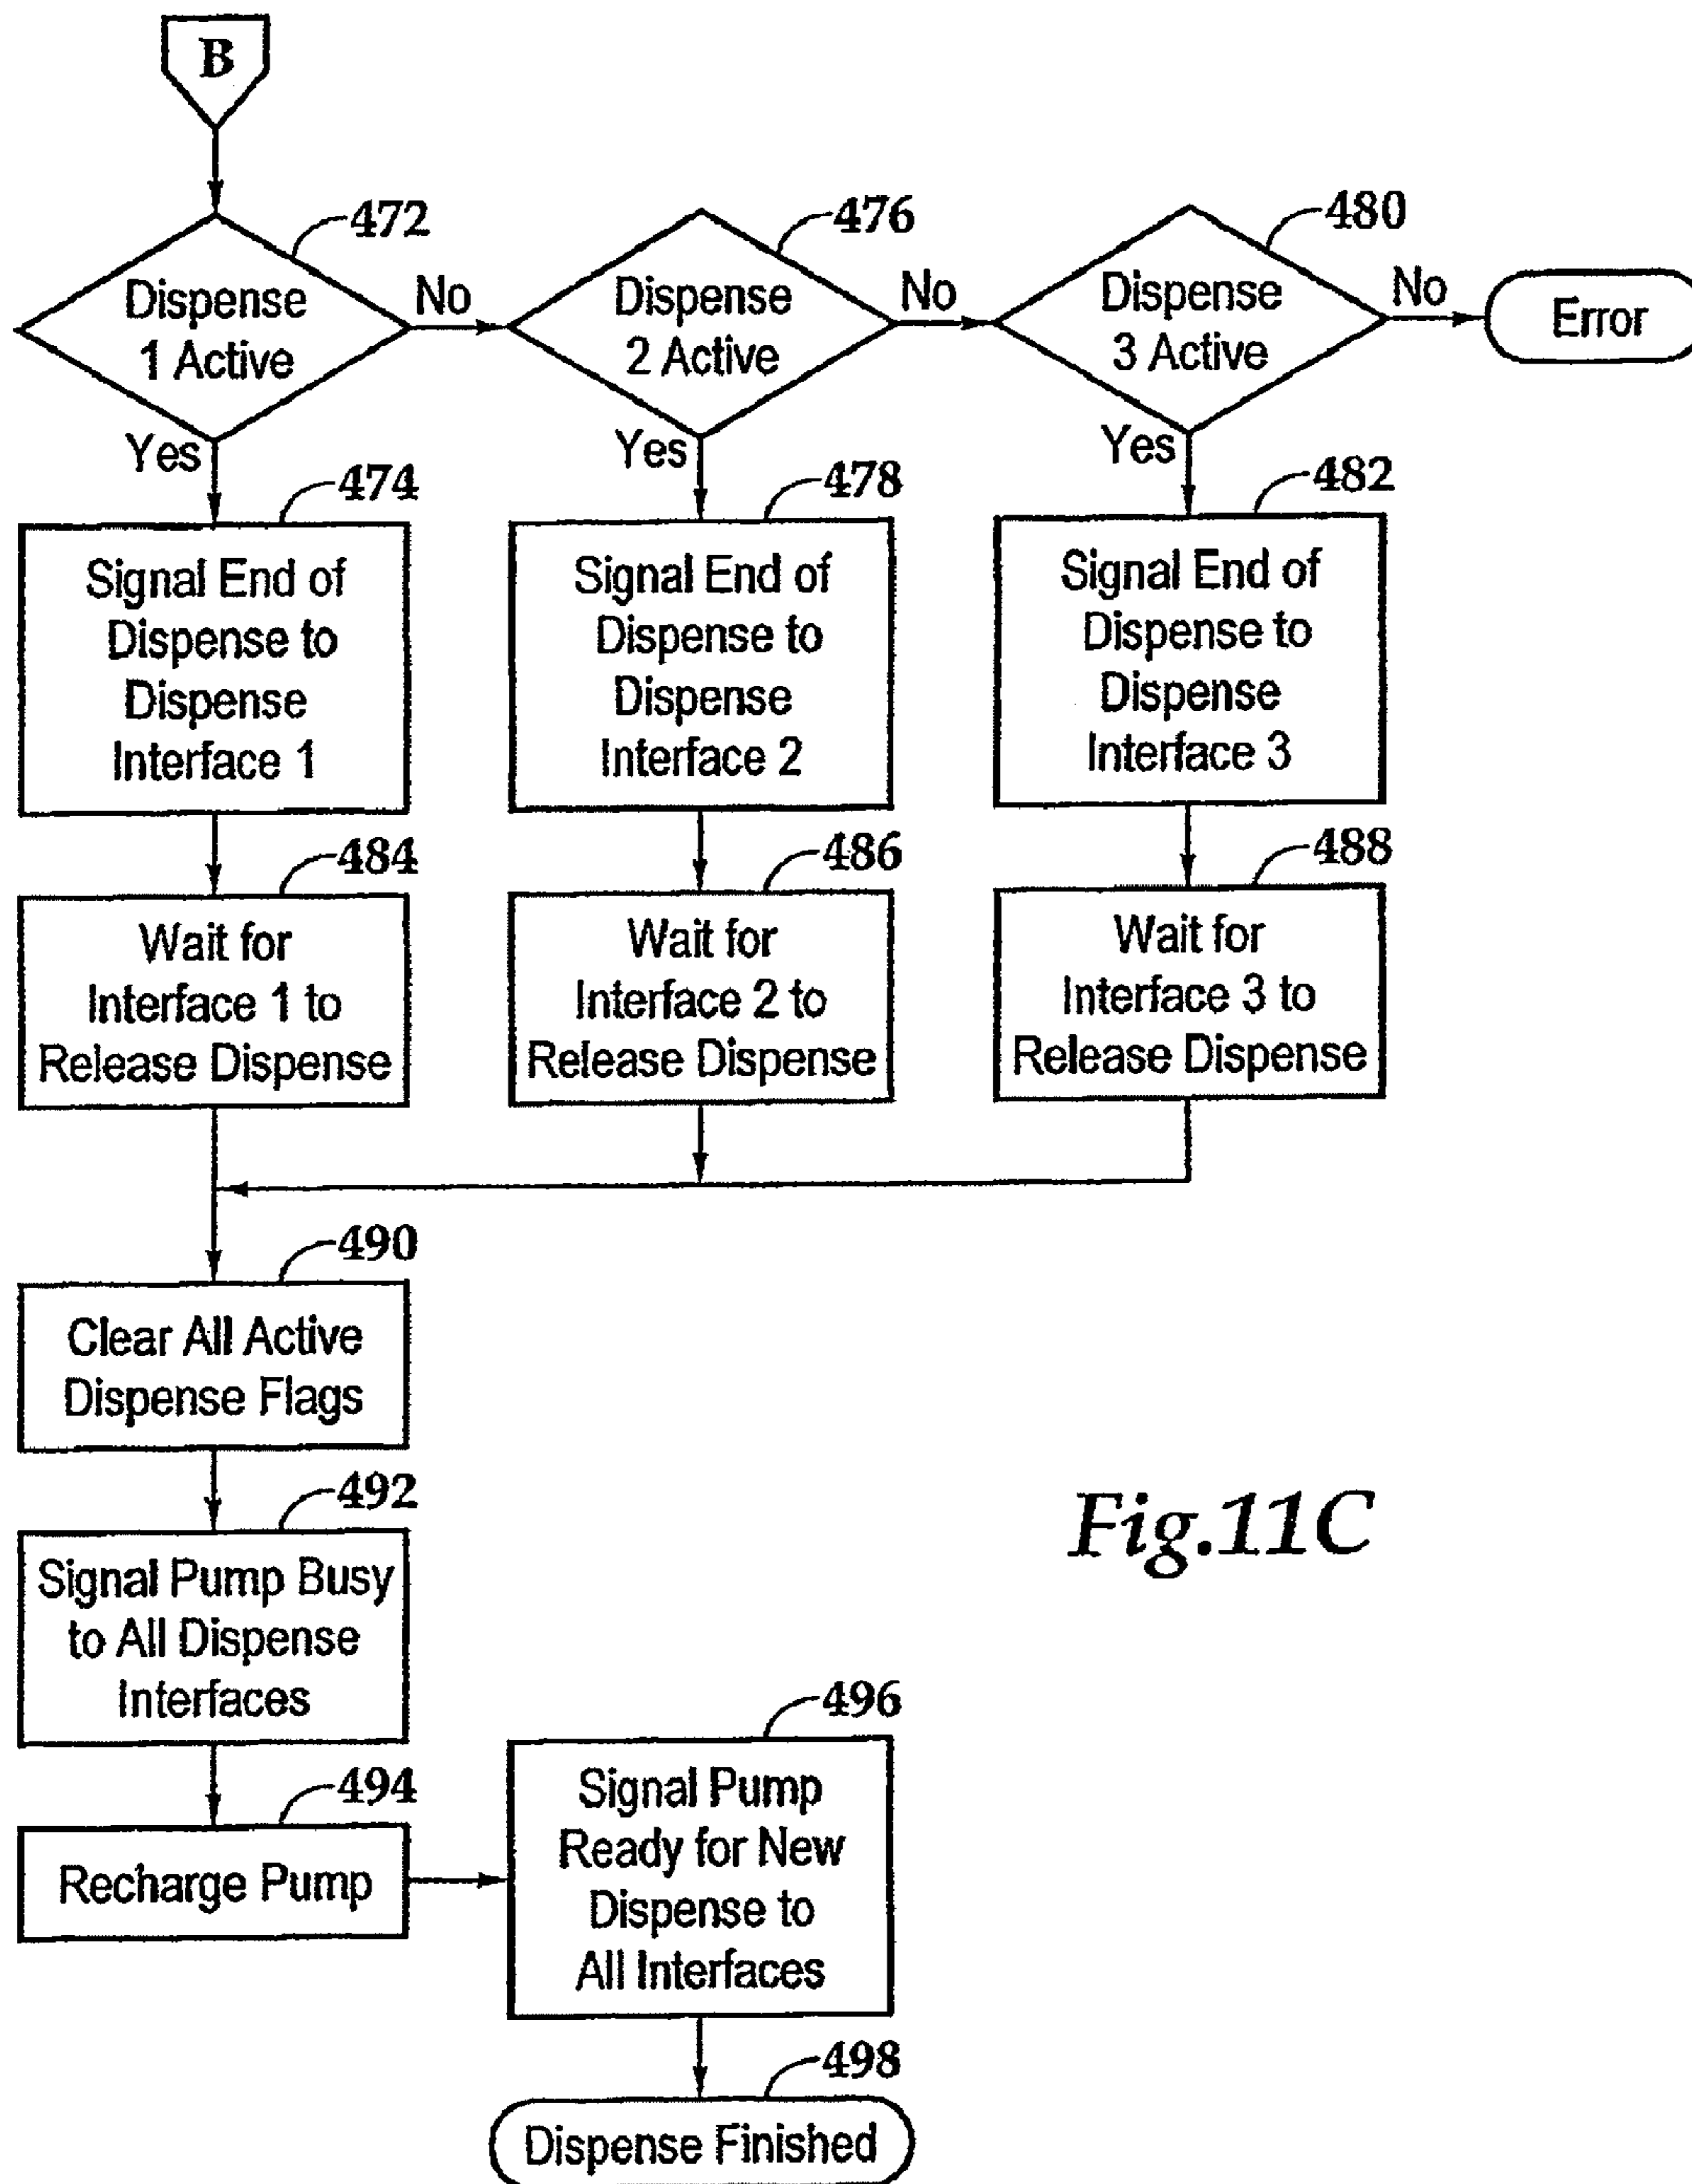 B
472
Dispense
1 Active
No
Yes
476
Dispense
2 Active
No
Yes
480
Dispense
3 Active
No
Yes
Error
474
Signal End of
Dispense to
Dispense
Interface 1
478
Signal End of
Dispense to
Dispense
Interface 2
482
Signal End of
Dispense to
Dispense
Interface 3
484
Wait for
Interface 1 to
Release Dispense
486
Wait for
Interface 2 to
Release Dispense
488
Wait for
Interface 3 to
Release Dispense
490
Clear All Active
Dispense Flags
492
Signal Pump Busy
to All Dispense
Interfaces
494
Recharge Pump
496
Signal Pump
Ready for New
Dispense to
All Interfaces
498
Dispense Finished
Fig.11C